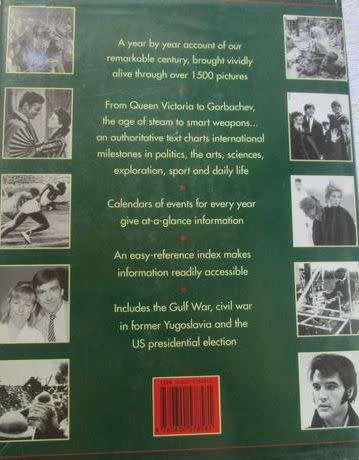 A year by year account of our
remarkable century, brought vividly
alive through over 1500 pictures
From Queen Victoria to Gorbachev,
the age of steam to smart weapons...
an authoritative text charts international
milestones in politics, the arts, sciences,
exploration, sport and daily life
Calendars of events for every year
give at-a-glance information
An easy-reference index makes
information readily accessible
Includes the Gulf War, civil war
in former Yugoslavia and the
US presidential election